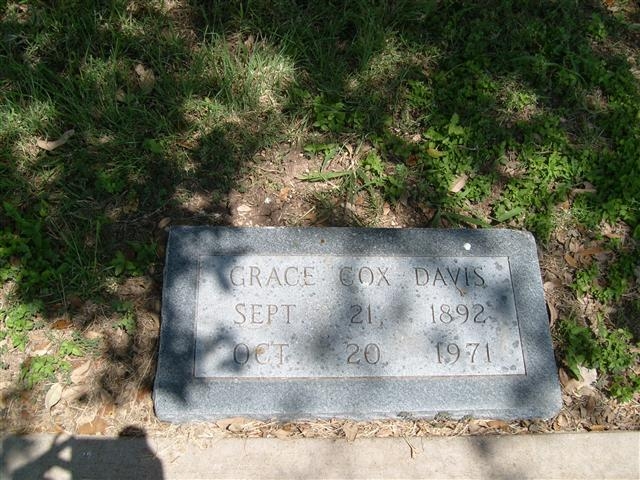 GRACE COX DAVIS
SEPT 21, 1892
OCT 20 1971